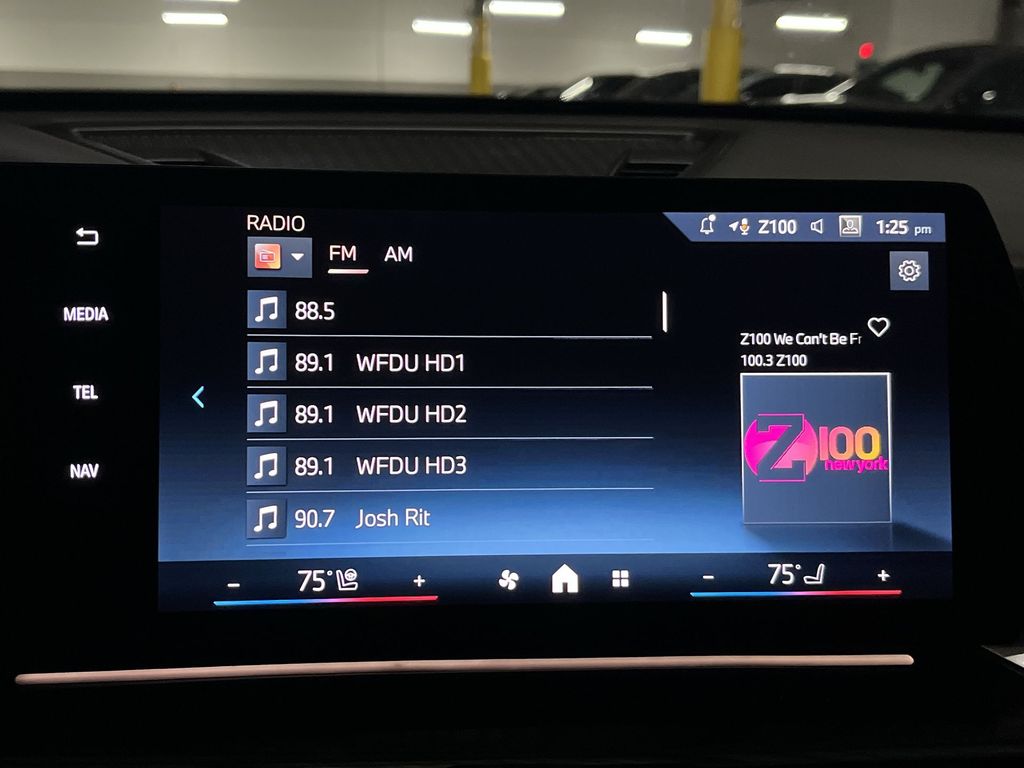 RADIO
Z100
1:25 pm
FM AM
MEDIA
TEL
NAV
88.5
89.1 WFDU HD1
89.1 WFDU HD2
89.1 WFDU HD3
90.7 Josh Rit
Z100 We Can't Be Fr
100.3 Z100
Z100
new york
- 75° +
- 75° +